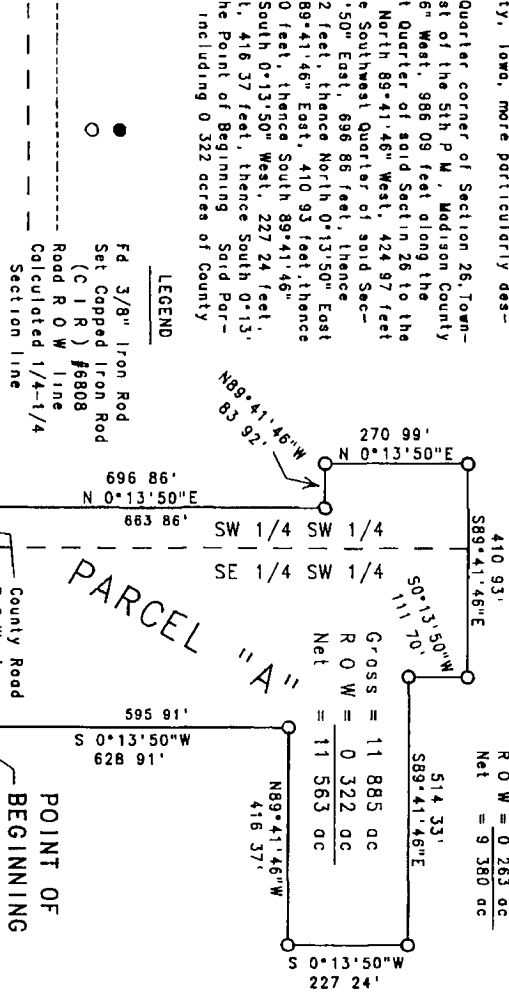 ty, Iowa, more particularly des-
Quarter corner of Section 26, Town-
st of the 5th P M , Madison County
6" West, 986 09 feet along the
t Quarter of said Sectin 26 to the
North 89°41'46" West, 424 97 feet
e Southwest Quarter of said Sec-
'50" East, 696 86 feet, thence
2 feet, thence North 0°13'50" East
89°41'46" East, 410 93 feet, thence
0 feet, thence South 89°41'46"
South 0°13'50" West, 227 24 feet,
t, 416 37 feet, thence South 0°13'
he Point of Beginning Said Par-
including 0 322 acres of County
LEGEND
Fd 3/8" Iron Rod
Set Capped Iron Rod
(C I R ) #6808
Road R O W line
Calculated 1/4-1/4
Section line
R O W = 0 263 ac
Net = 9 380 ac
410 93'
S89°41'46"E
270 99'
N 0°13'50"E
N89°41'46"W
83 92'
S0°13'50"W
111 70'
514 33'
S89°41'46"E
696 86'
N 0°13'50"E
663 86'
SW 1/4 SW 1/4
SE 1/4 SW 1/4
Gross = 11 885 ac
R O W = 0 322 ac
Net = 11 563 ac
PARCEL "A"
595 91'
S 0°13'50"W
628 91'
N89°41'46"W
416 37'
S 0°13'50"W
227 24'
County Road
POINT OF
BEGINNING